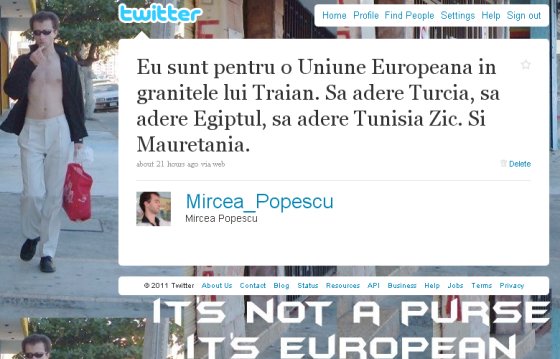 twitter
Home Profile Find People Settings Help Sign out
Eu sunt pentru o Uniune Europeana in
granitele lui Traian. Sa adere Turcia, sa
adere Egiptul, sa adere Tunisia Zic. Si
Mauretania.
about 21 hours ago via web
Delete
Mircea_Popescu
Mircea Popescu
© 2011 Twitter About Us Contact Blog Status Resources API Business Help Jobs Terms Privacy
IT'S NOT A PURSE
IT'S EUROPEAN